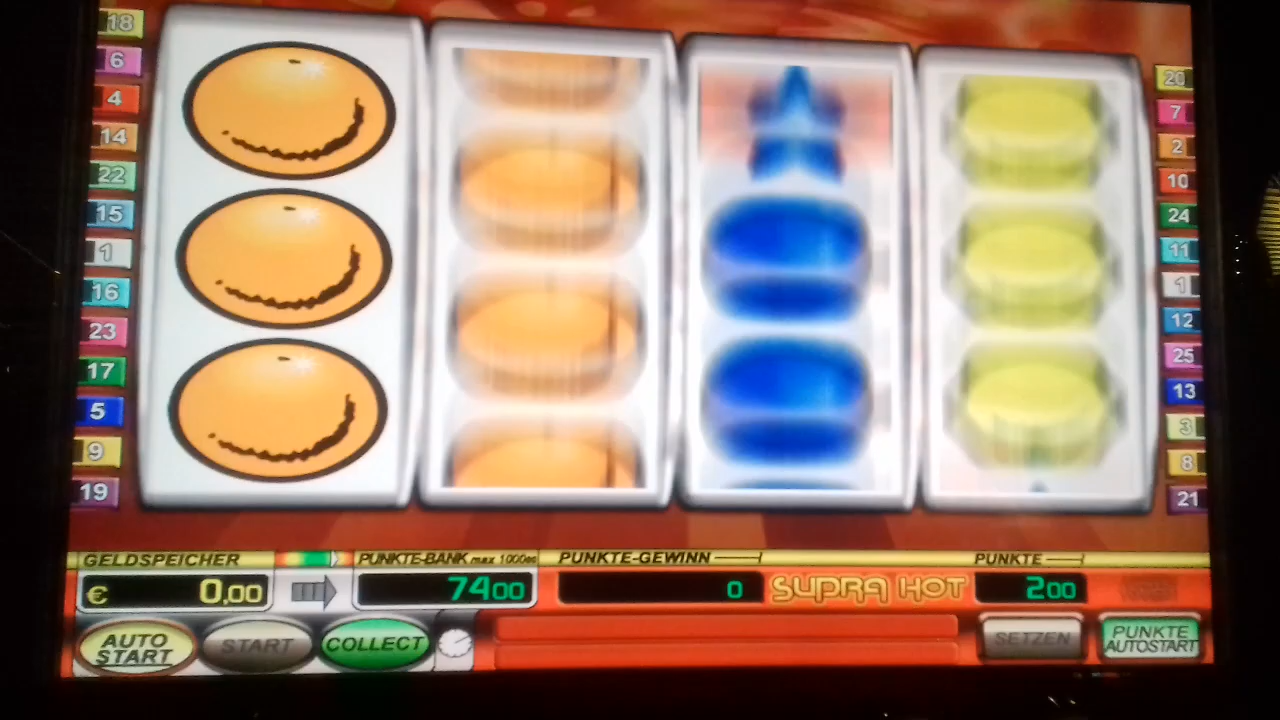 18
6
4
14
22
15
1
16
23
17
5
9
19
20
7
2
10
24
11
1
12
25
13
3
8
21
GELDSPEICHER
€ 0,00
PUNKTE-BANK max 1000
7400
PUNKTE-GEWINN
0
SUPRA HOT
PUNKTE
200
AUTO
START
START
COLLECT
SETZEN
PUNKTE
AUTOSTART